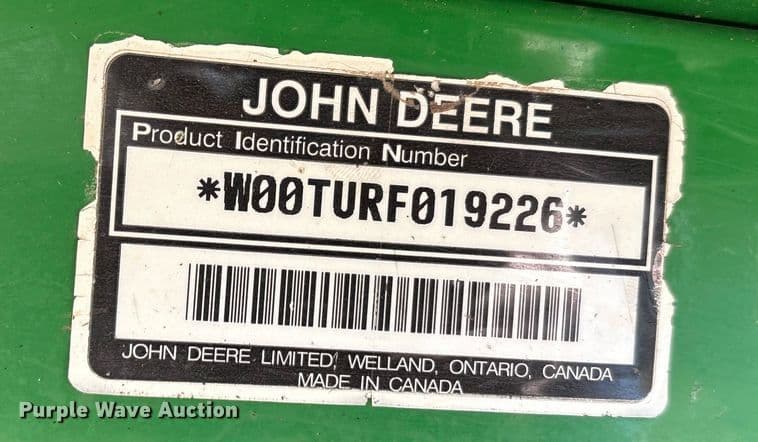 JOHN DEERE
Product Identification Number
*W00TURF019226*
JOHN DEERE LIMITED, WELLAND, ONTARIO, CANADA
MADE IN CANADA
Purple Wave Auction